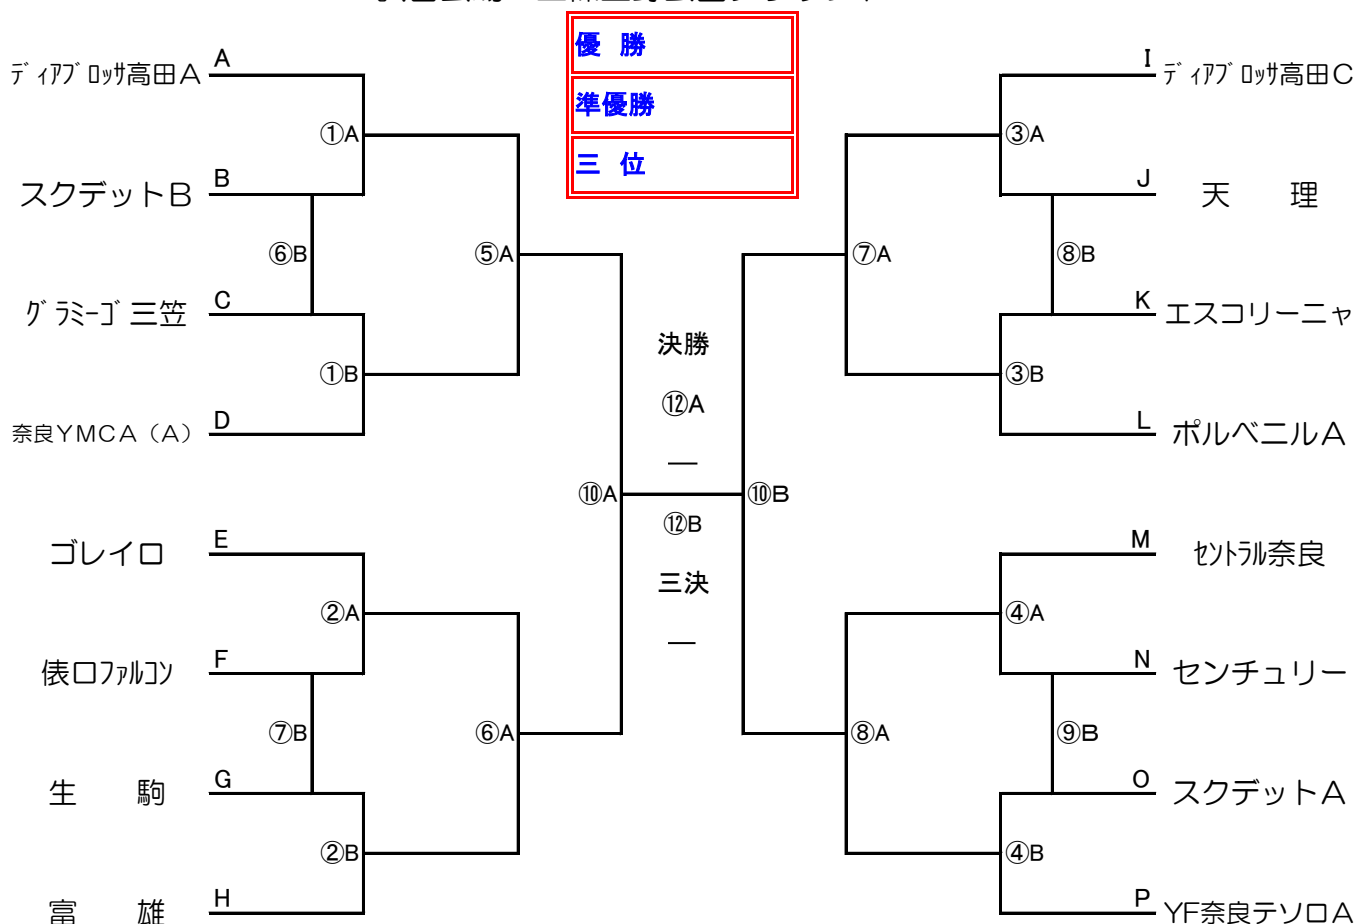 優 勝
準優勝
三 位
A
ディアブロッサ高田A
①A
B
スクデットB
⑥B
⑤A
C
グラミーゴ三笠
①B
D
奈良YMCA(A)
E
ゴレイロ
②A
F
俵口ファルコン
⑦B
⑥A
G
生 駒
②B
H
富 雄
決勝
⑫A
―
⑩A
⑩B
⑫B
三決
―
I
ディアブロッサ高田C
③A
J
天 理
⑦A
⑧B
K
エスコリーニャ
③B
L
ポルベニルA
M
セントラル奈良
④A
N
センチュリー
⑧A
⑨B
O
スクデットA
④B
P
YF奈良テソロA